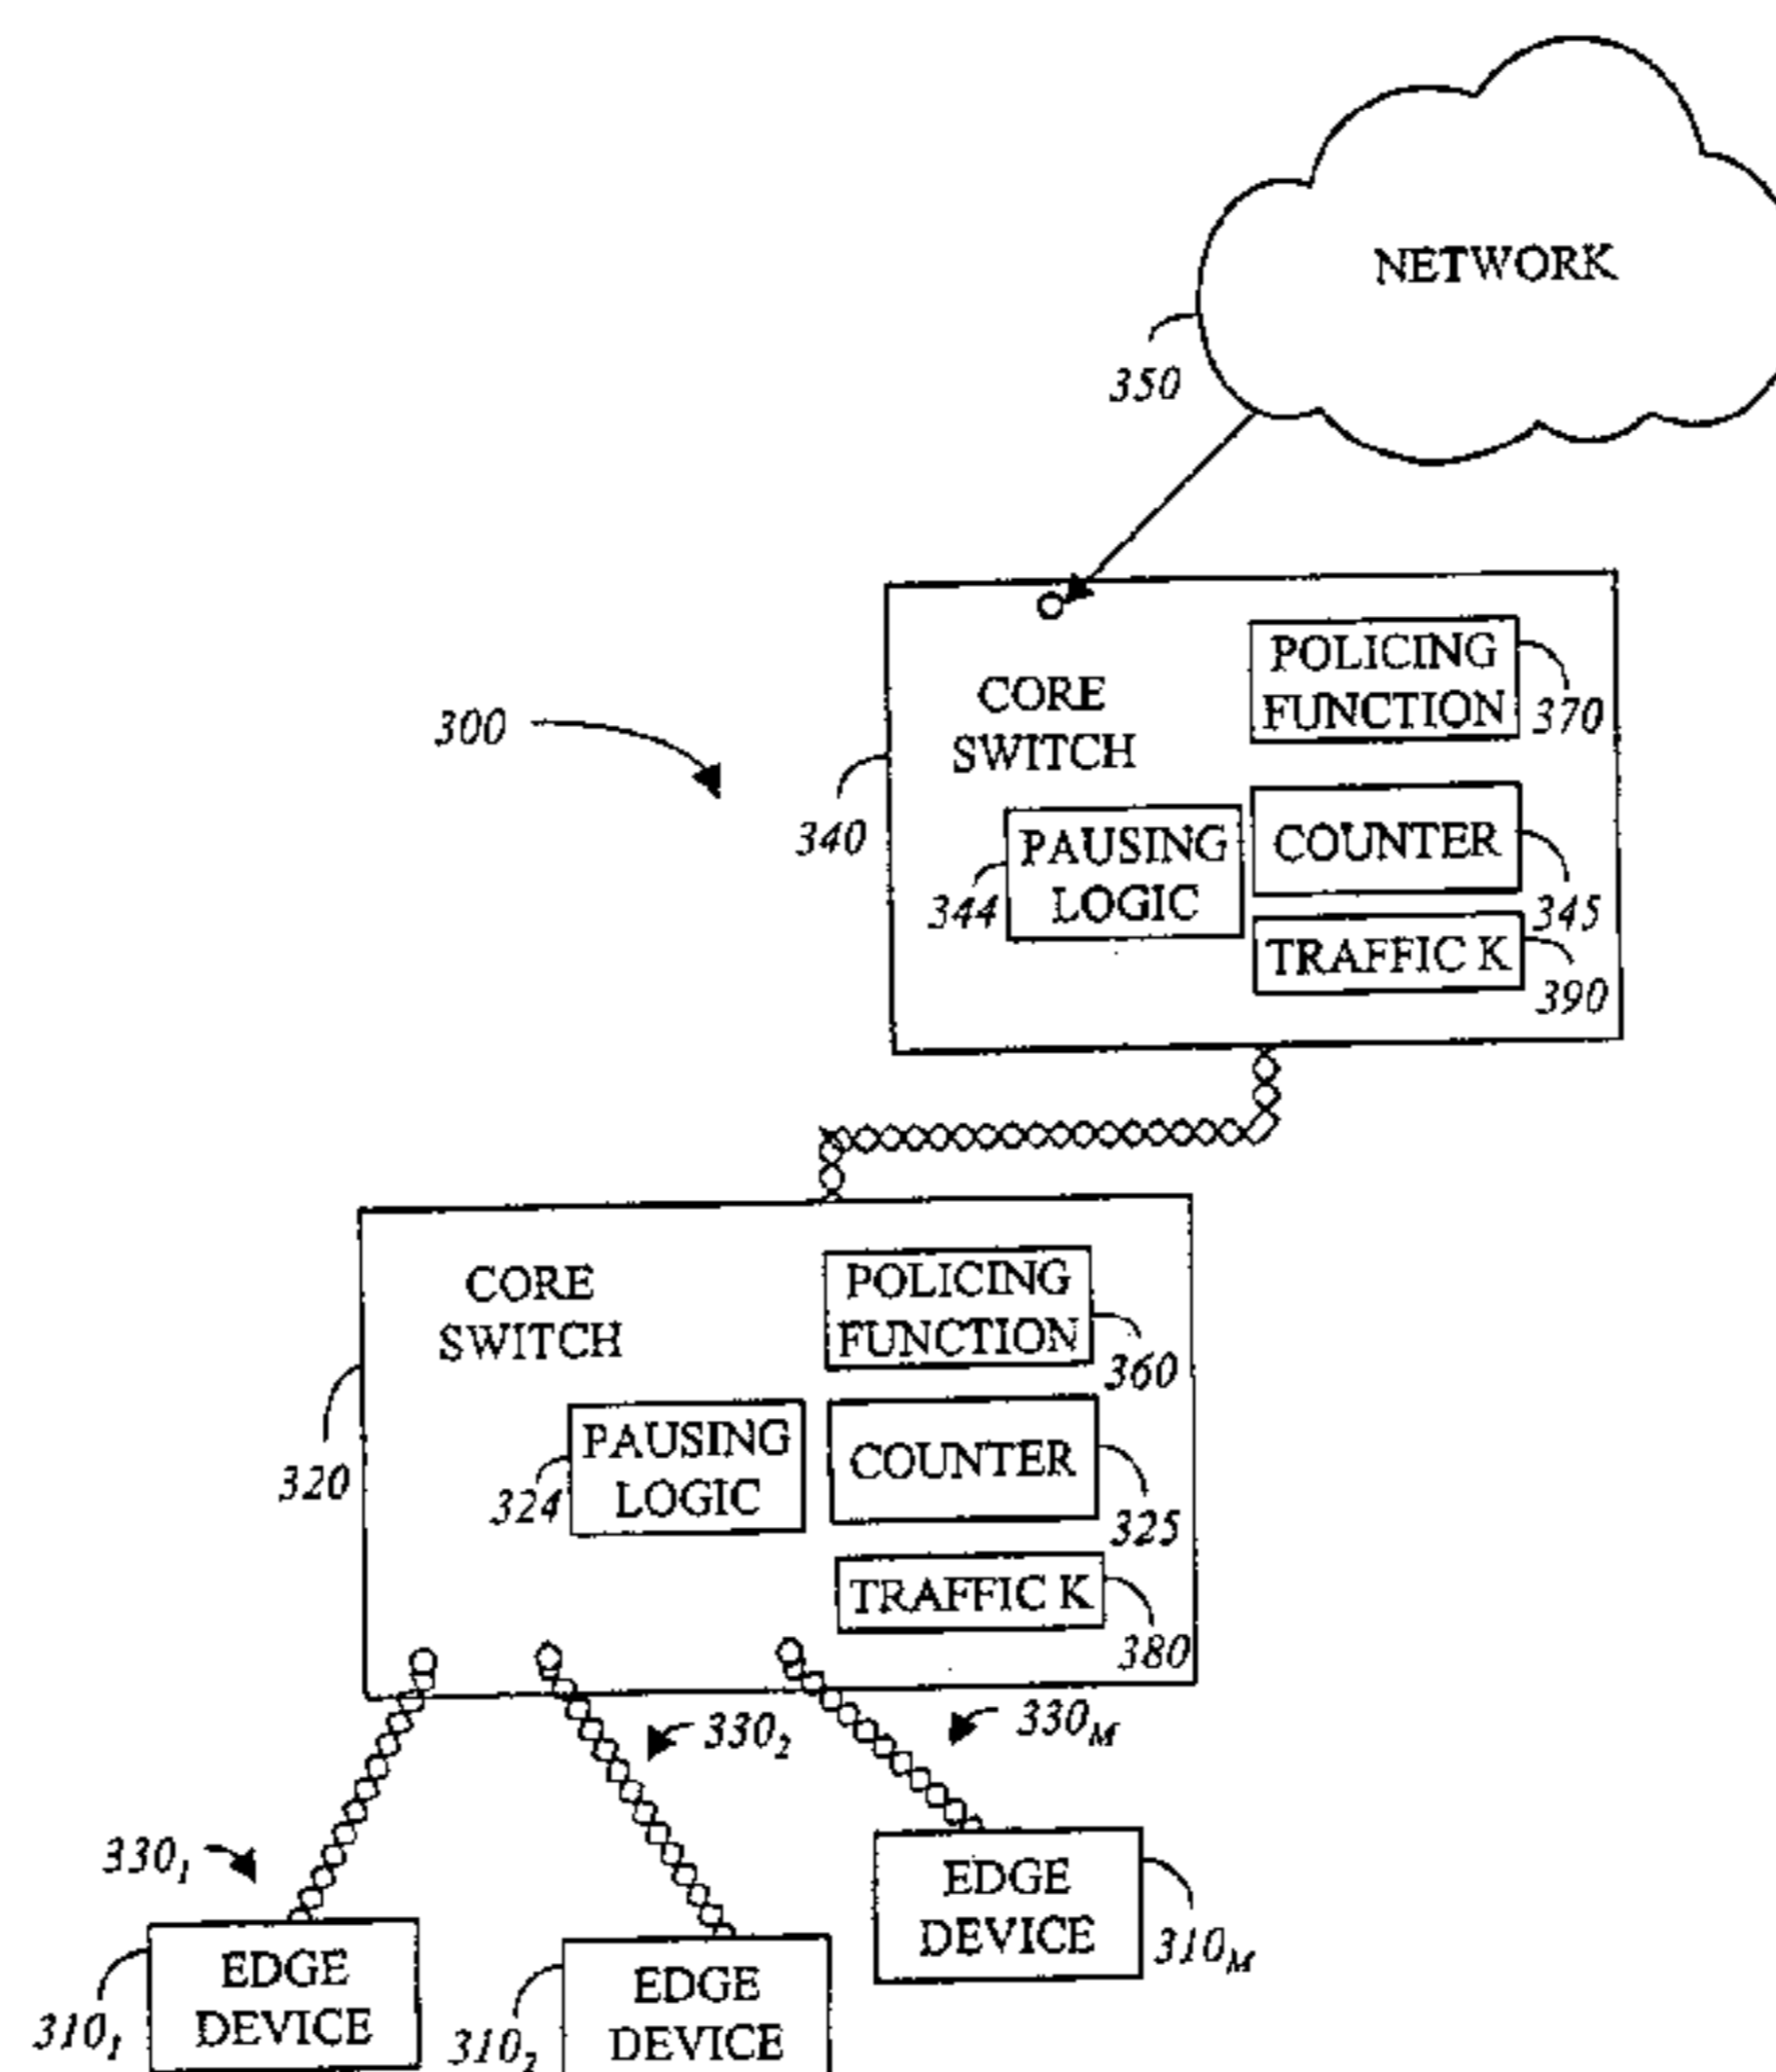 NETWORK
350
300
CORE
SWITCH
340
POLICING
FUNCTION
370
PAUSING
LOGIC
344
COUNTER
345
TRAFFIC K
390
CORE
SWITCH
320
POLICING
FUNCTION
360
PAUSING
LOGIC
324
COUNTER
325
TRAFFIC K
380
330₁
330₂
330M
EDGE
DEVICE
310₁
EDGE
DEVICE
310₂
EDGE
DEVICE
310M